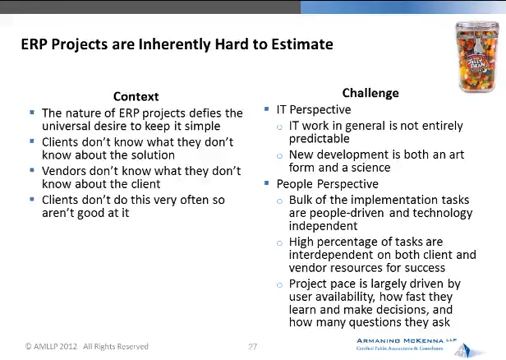 ERP Projects are Inherently Hard to Estimate
Context
The nature of ERP projects defies the
universal desire to keep it simple
Clients don't know what they don't
know about the solution
Vendors don't know what they don't
know about the client
Clients don't do this very often so
aren't good at it
Challenge
IT Perspective
IT work in general is not entirely
predictable
New development is both an art
form and a science
People Perspective
Bulk of the implementation tasks
are people-driven and technology
independent
High percentage of tasks are
interdependent on both client and
vendor resources for success
Project pace is largely driven by
user availability, how fast they
learn and make decisions, and
how many questions they ask
© AMLLP 2012 All Rights Reserved
27
ARMANINO MCKENNA LLP
Certified Public Accountants & Consultants